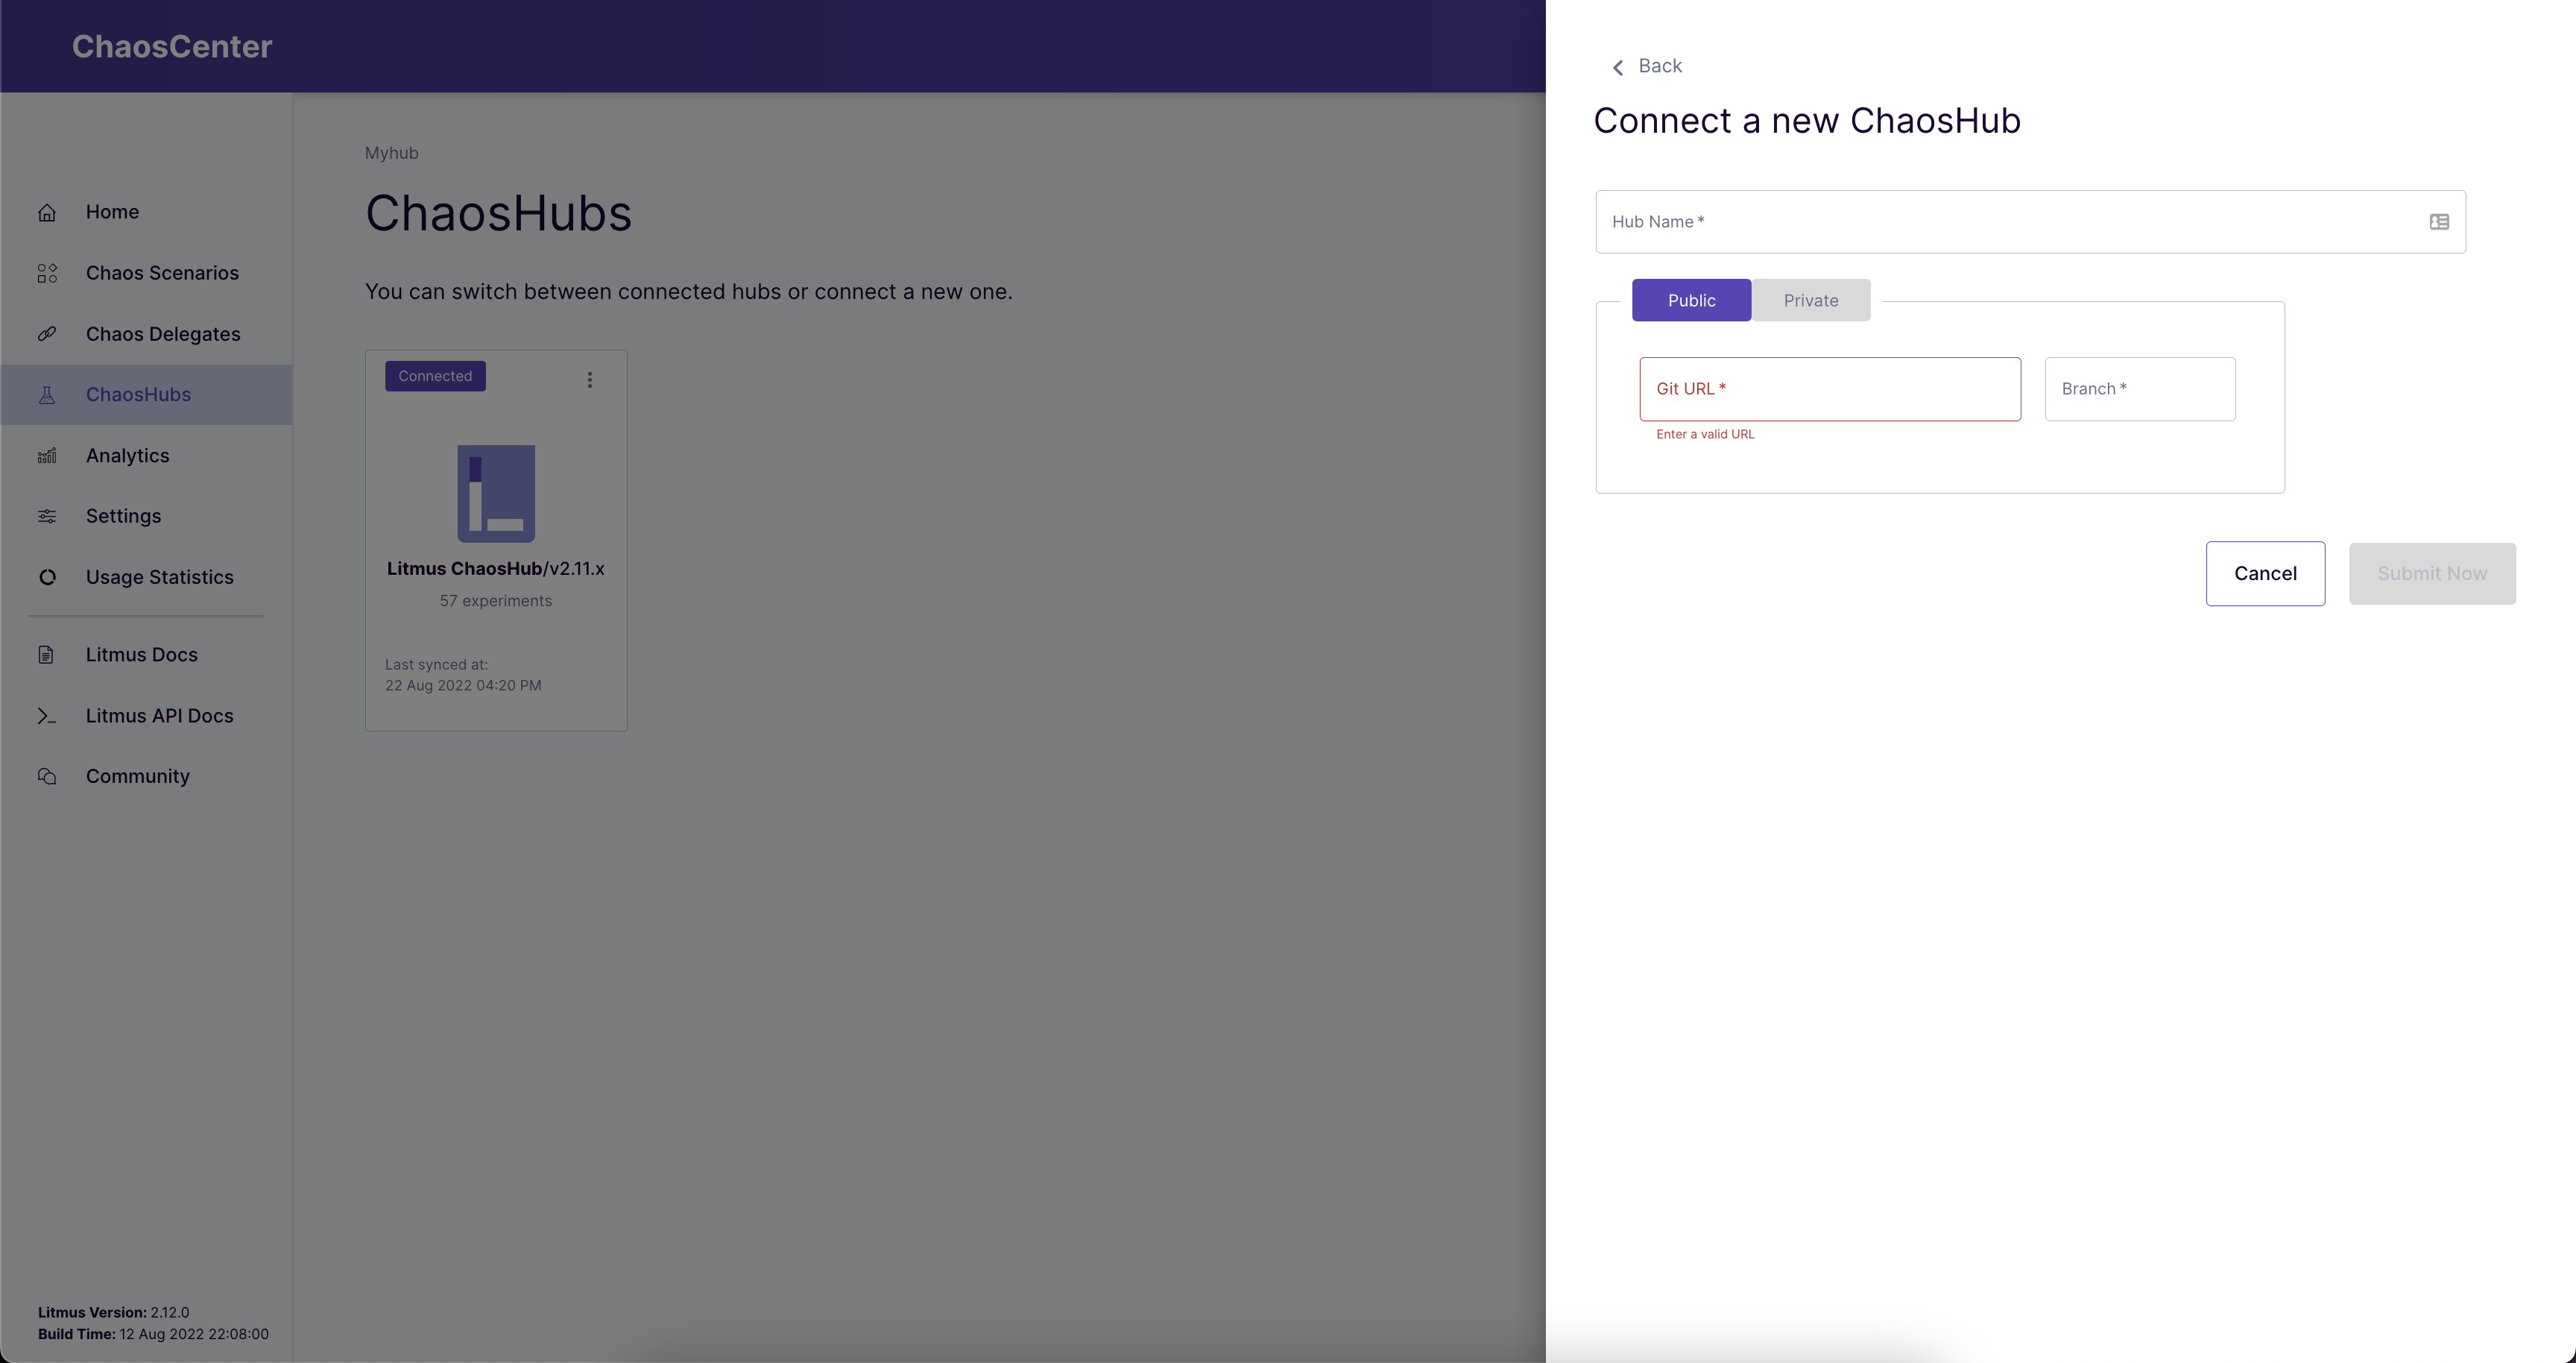 ChaosCenter
Home
Chaos Scenarios
Chaos Delegates
ChaosHubs
Analytics
Settings
Usage Statistics
Litmus Docs
Litmus API Docs
Community
Litmus Version: 2.12.0
Build Time: 12 Aug 2022 22:08:00
Myhub
ChaosHubs
You can switch between connected hubs or connect a new one.
Connected
Litmus ChaosHub/v2.11.x
57 experiments
Last synced at:
22 Aug 2022 04:20 PM
Back
Connect a new ChaosHub
Hub Name *
Public Private
Git URL * Branch *
Enter a valid URL
Cancel Submit Now